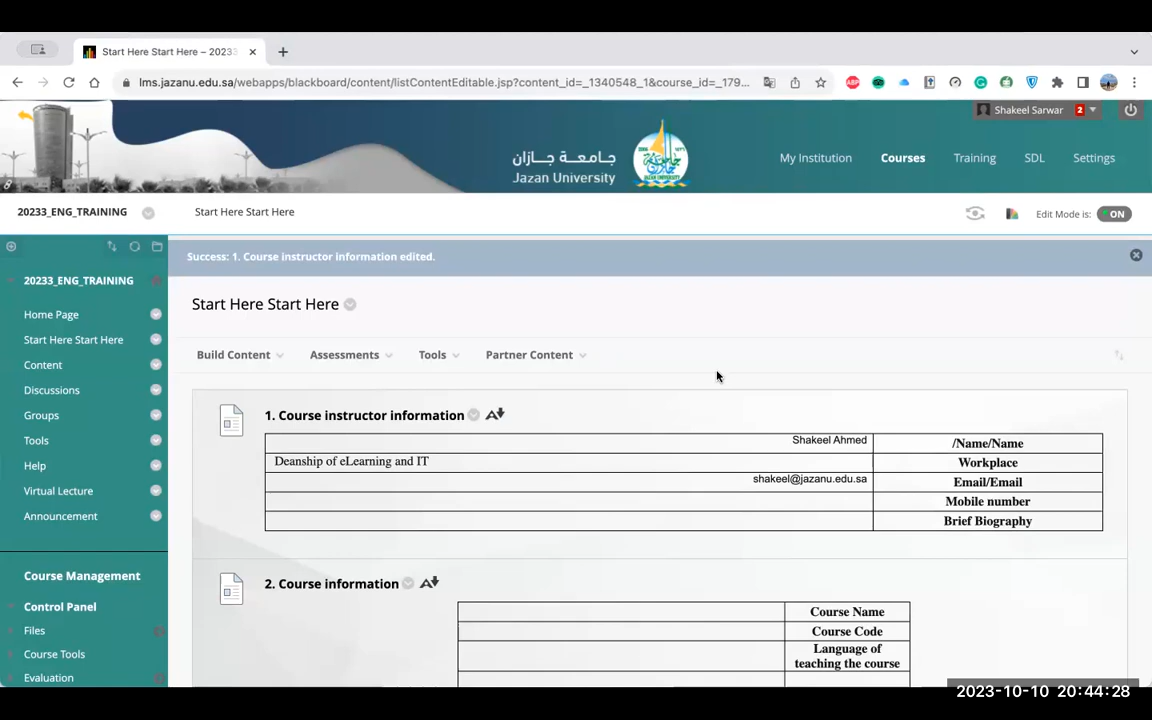 Start Here Start Here – 20233
lms.jazanu.edu.sa/webapps/blackboard/content/listContentEditable.jsp?content_id=_1340548_1&course_id=_179...
ABP
Shakeel Sarwar 2
جامعة جازان
Jazan University
My Institution
Courses
Training
SDL
Settings
20233_ENG_TRAINING
Start Here Start Here
Edit Mode is: ON
Success: 1. Course instructor information edited.
20233_ENG_TRAINING
Home Page
Start Here Start Here
Content
Discussions
Groups
Tools
Help
Virtual Lecture
Announcement
Course Management
Control Panel
Files
Course Tools
Evaluation
Start Here Start Here
Build Content
Assessments
Tools
Partner Content
1. Course instructor information
Shakeel Ahmed /Name/Name
Deanship of eLearning and IT Workplace
shakeel@jazanu.edu.sa Email/Email
Mobile number
Brief Biography
2. Course information
Course Name
Course Code
Language of
teaching the course
2023-10-10 20:44:28